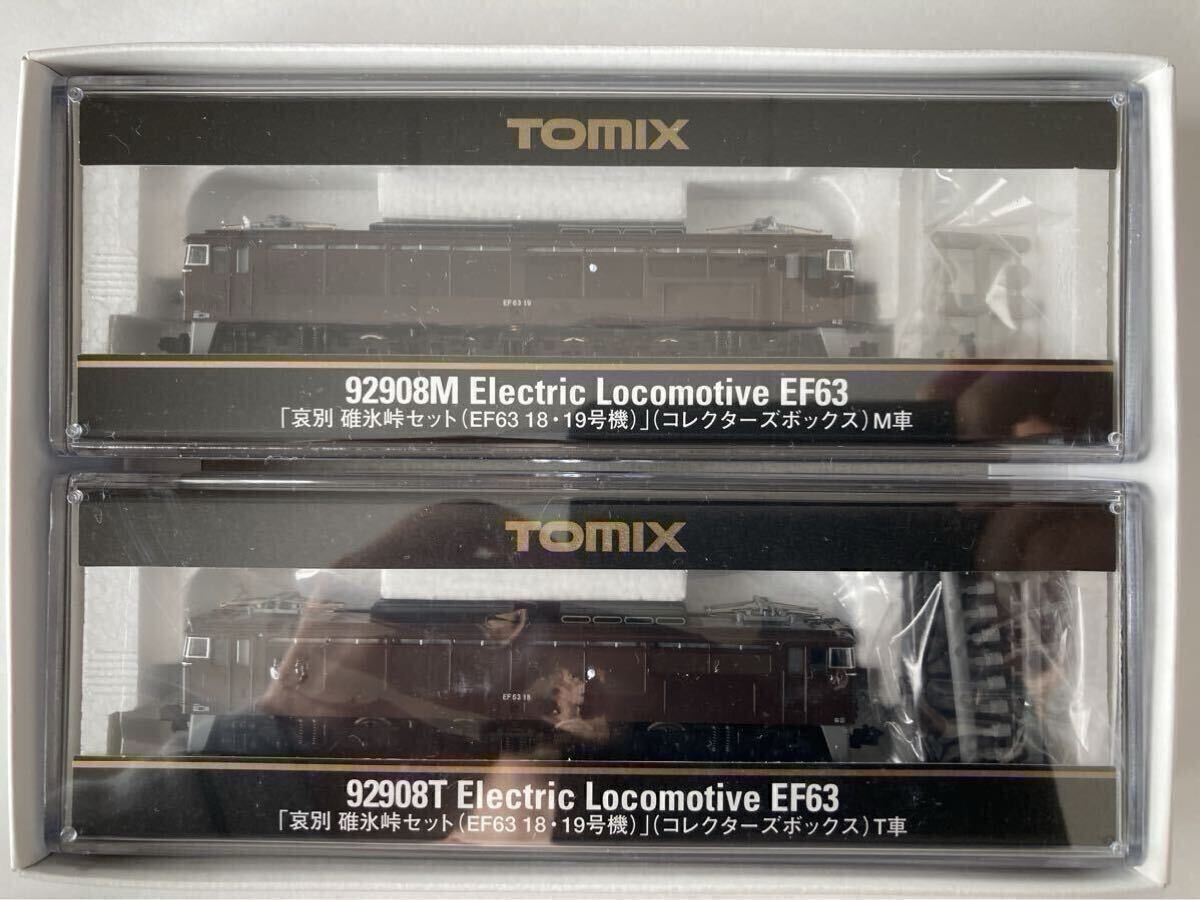 TOMIX
EF63 19
92908M Electric Locomotive EF63
「哀別 碓氷峠セット(EF63 18・19号機)」(コレクターズボックス)M車
TOMIX
EF63 18
92908T Electric Locomotive EF63
「哀別 碓氷峠セット(EF63 18・19号機)」(コレクターズボックス)T車